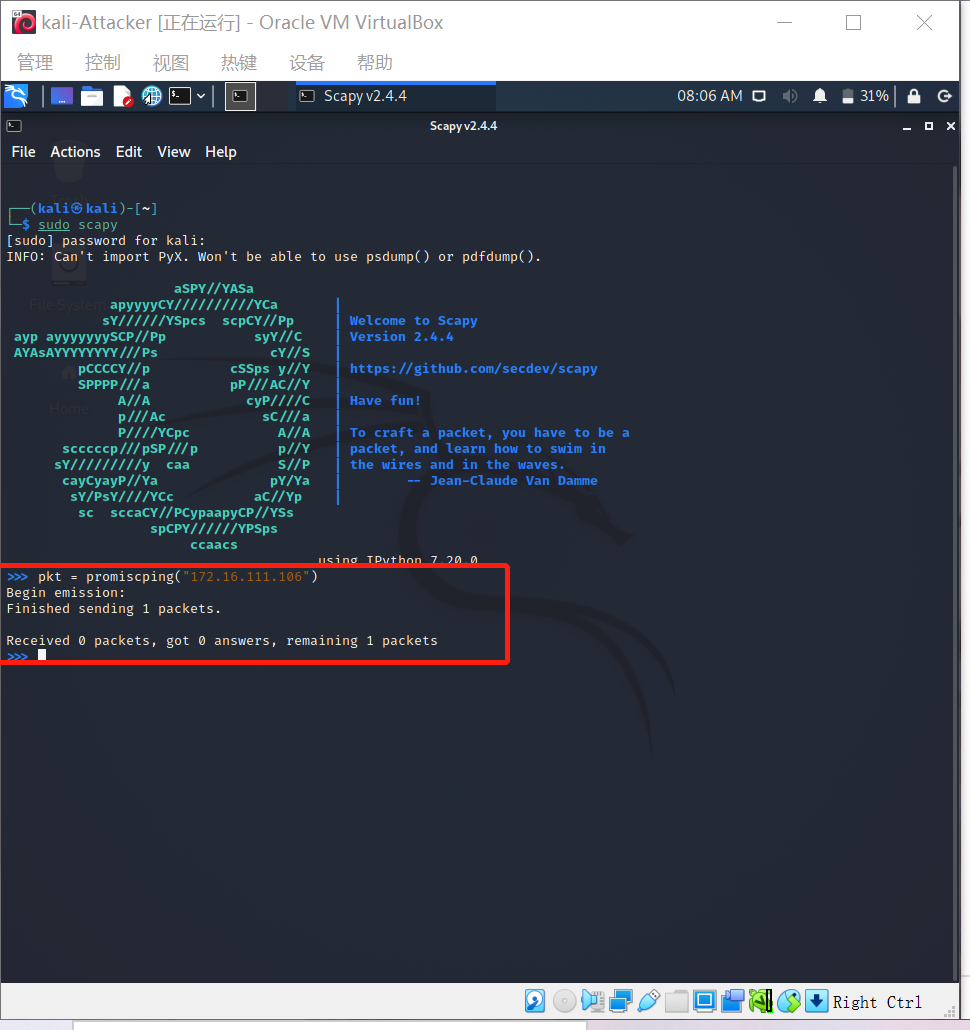 kali-Attacker [正在运行] - Oracle VM VirtualBox
管理 控制 视图 热键 设备 帮助
Scapy v2.4.4 08:06 AM 31%
Scapy v2.4.4
File Actions Edit View Help
┌──(kali㉿kali)-[~]
└─$ sudo scapy
[sudo] password for kali:
INFO: Can't import PyX. Won't be able to use psdump() or pdfdump().
aSPY//YASa
apyyyyCY//////////YCa |
sY//////YSpcs scpCY//Pp | Welcome to Scapy
ayp ayyyyyyySCP//Pp syY//C | Version 2.4.4
AYAsAYYYYYYYY///Ps cY//S |
pCCCCY//p cSSps y//Y | https://github.com/secdev/scapy
SPPPP///a pP///AC//Y |
A//A cyP////C | Have fun!
p///Ac sC///a |
P////YCpc A//A | To craft a packet, you have to be a
scccccp///pSP///p p//Y | packet, and learn how to swim in
sY/////////y caa S//P | the wires and in the waves.
cayCyayP//Ya pY/Ya | -- Jean-Claude Van Damme
sY/PsY////YCc aC//Yp |
sc sccaCY//PCypaapyCP//YSs
spCPY//////YPSps
ccaacs
using IPython 7.20.0
>>> pkt = promiscping("172.16.111.106")
Begin emission:
Finished sending 1 packets.
Received 0 packets, got 0 answers, remaining 1 packets
>>>
File System
Home
Right Ctrl